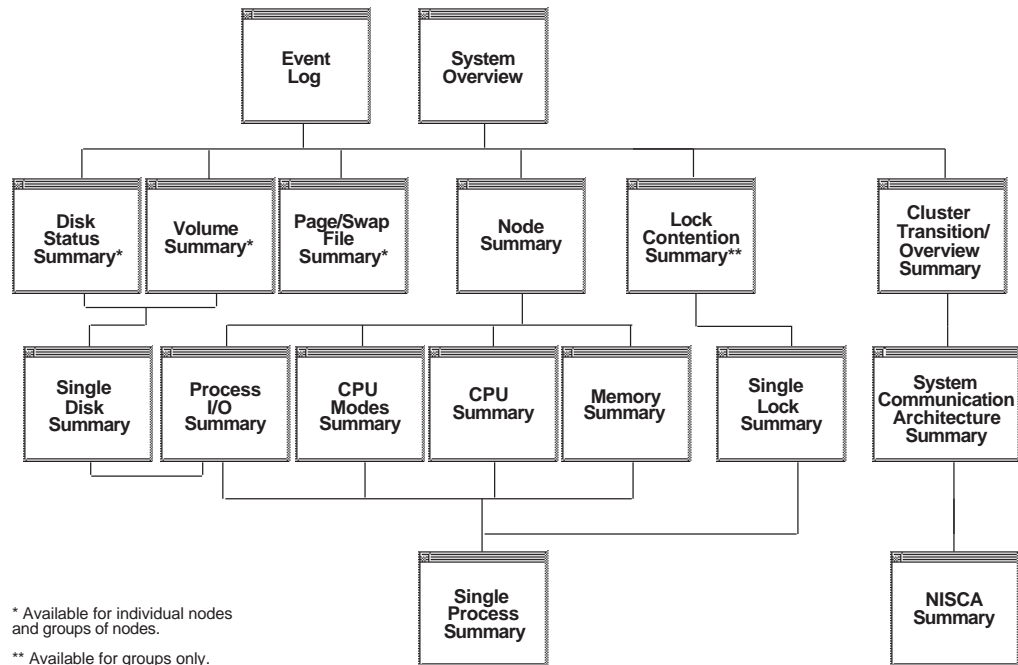 Event
Log
System
Overview
Disk
Status
Summary*
Volume
Summary*
Page/Swap
File
Summary*
Node
Summary
Lock
Contention
Summary**
Cluster
Transition/
Overview
Summary
Single
Disk
Summary
Process
I/O
Summary
CPU
Modes
Summary
CPU
Summary
Memory
Summary
Single
Lock
Summary
System
Communication
Architecture
Summary
Single
Process
Summary
NISCA
Summary
* Available for individual nodes
and groups of nodes.
** Available for groups only.